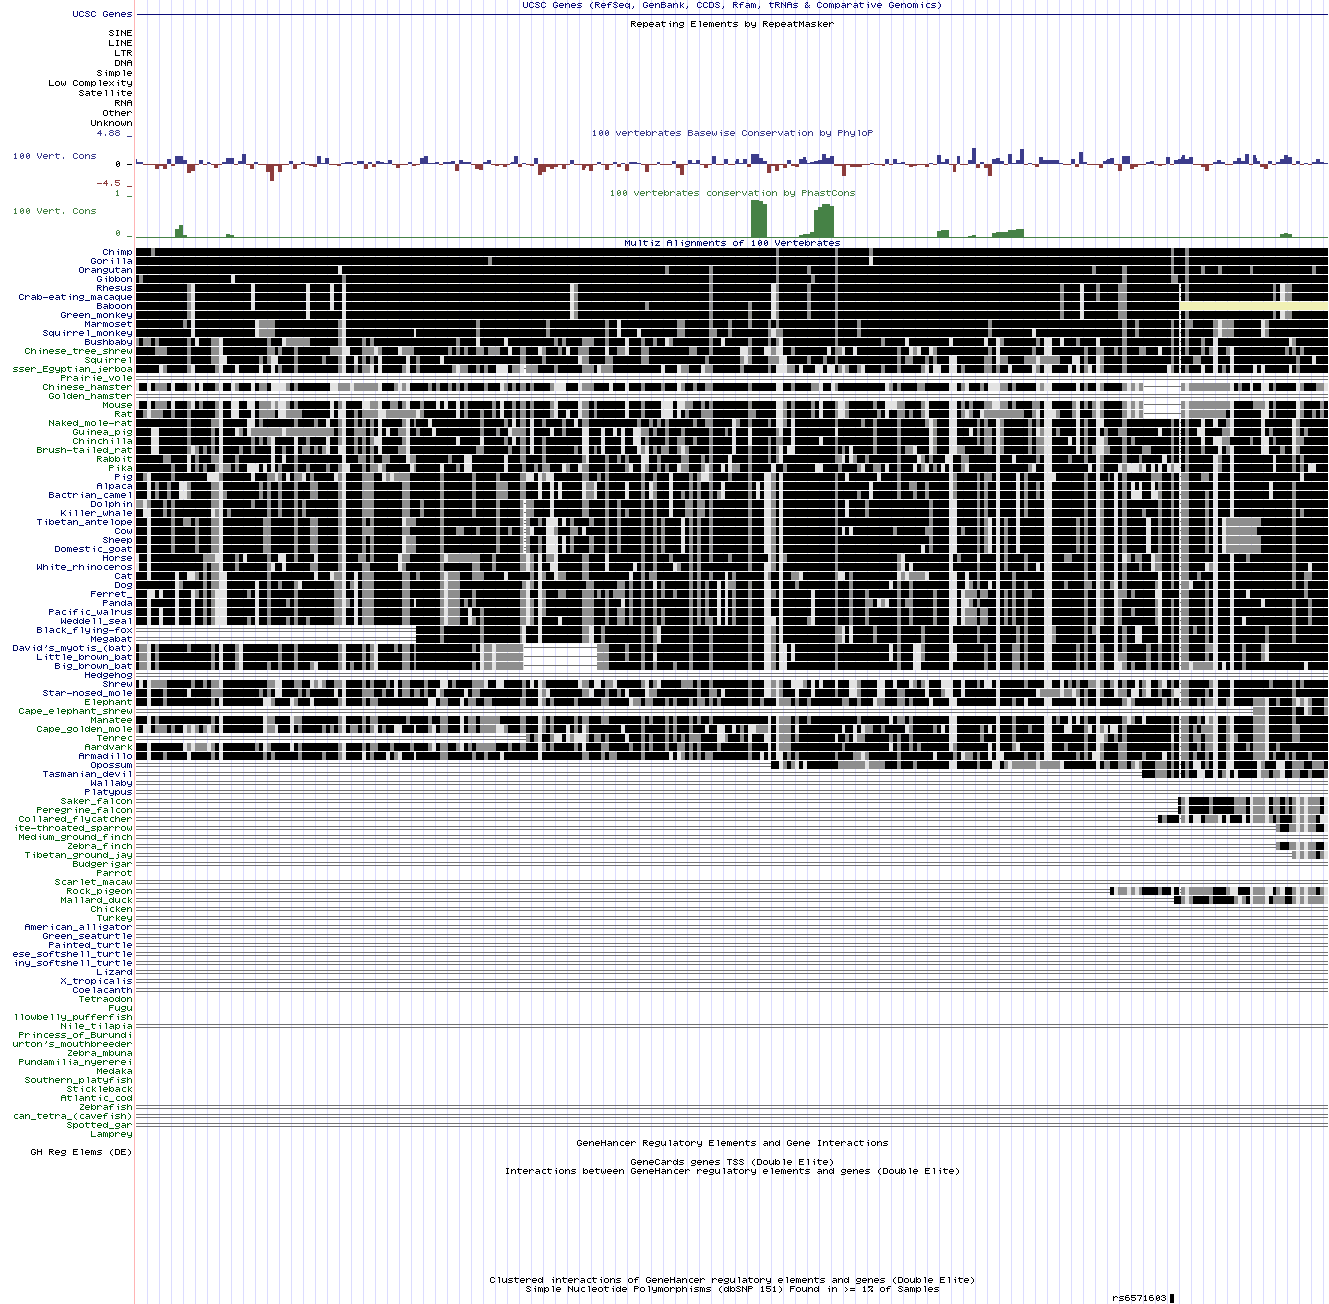 UCSC Genes (RefSeq, GenBank, CCDS, Rfam, tRNAs & Comparative Genomics)
UCSC Genes
Repeating Elements by RepeatMasker
SINE
LINE
LTR
DNA
Simple
Low Complexity
Satellite
RNA
Other
Unknown
4.88 _
100 vertebrates Basewise Conservation by PhyloP
100 Vert. Cons
0 _
-4.5 _
1 _
100 vertebrates conservation by PhastCons
100 Vert. Cons
0 _
Multiz Alignments of 100 Vertebrates
Chimp
Gorilla
Orangutan
Gibbon
Rhesus
Crab-eating_macaque
Baboon
Green_monkey
Marmoset
Squirrel_monkey
Bushbaby
Chinese_tree_shrew
Squirrel
sser_Egyptian_jerboa
Prairie_vole
Chinese_hamster
Golden_hamster
Mouse
Rat
Naked_mole-rat
Guinea_pig
Chinchilla
Brush-tailed_rat
Rabbit
Pika
Pig
Alpaca
Bactrian_camel
Dolphin
Killer_whale
Tibetan_antelope
Cow
Sheep
Domestic_goat
Horse
White_rhinoceros
Cat
Dog
Ferret_
Panda
Pacific_walrus
Weddell_seal
Black_flying-fox
Megabat
David's_myotis_(bat)
Little_brown_bat
Big_brown_bat
Hedgehog
Shrew
Star-nosed_mole
Elephant
Cape_elephant_shrew
Manatee
Cape_golden_mole
Tenrec
Aardvark
Armadillo
Opossum
Tasmanian_devil
Wallaby
Platypus
Saker_falcon
Peregrine_falcon
Collared_flycatcher
ite-throated_sparrow
Medium_ground_finch
Zebra_finch
Tibetan_ground_jay
Budgerigar
Parrot
Scarlet_macaw
Rock_pigeon
Mallard_duck
Chicken
Turkey
American_alligator
Green_seaturtle
Painted_turtle
ese_softshell_turtle
iny_softshell_turtle
Lizard
X_tropicalis
Coelacanth
Tetraodon
Fugu
llowbelly_pufferfish
Nile_tilapia
Princess_of_Burundi
urton's_mouthbreeder
Zebra_mbuna
Pundamilia_nyererei
Medaka
Southern_platyfish
Stickleback
Atlantic_cod
Zebrafish
can_tetra_(cavefish)
Spotted_gar
Lamprey
GeneHancer Regulatory Elements and Gene Interactions
GH Reg Elems (DE)
GeneCards genes TSS (Double Elite)
Interactions between GeneHancer regulatory elements and genes (Double Elite)
Clustered interactions of GeneHancer regulatory elements and genes (Double Elite)
Simple Nucleotide Polymorphisms (dbSNP 151) Found in >= 1% of Samples
rs6571603